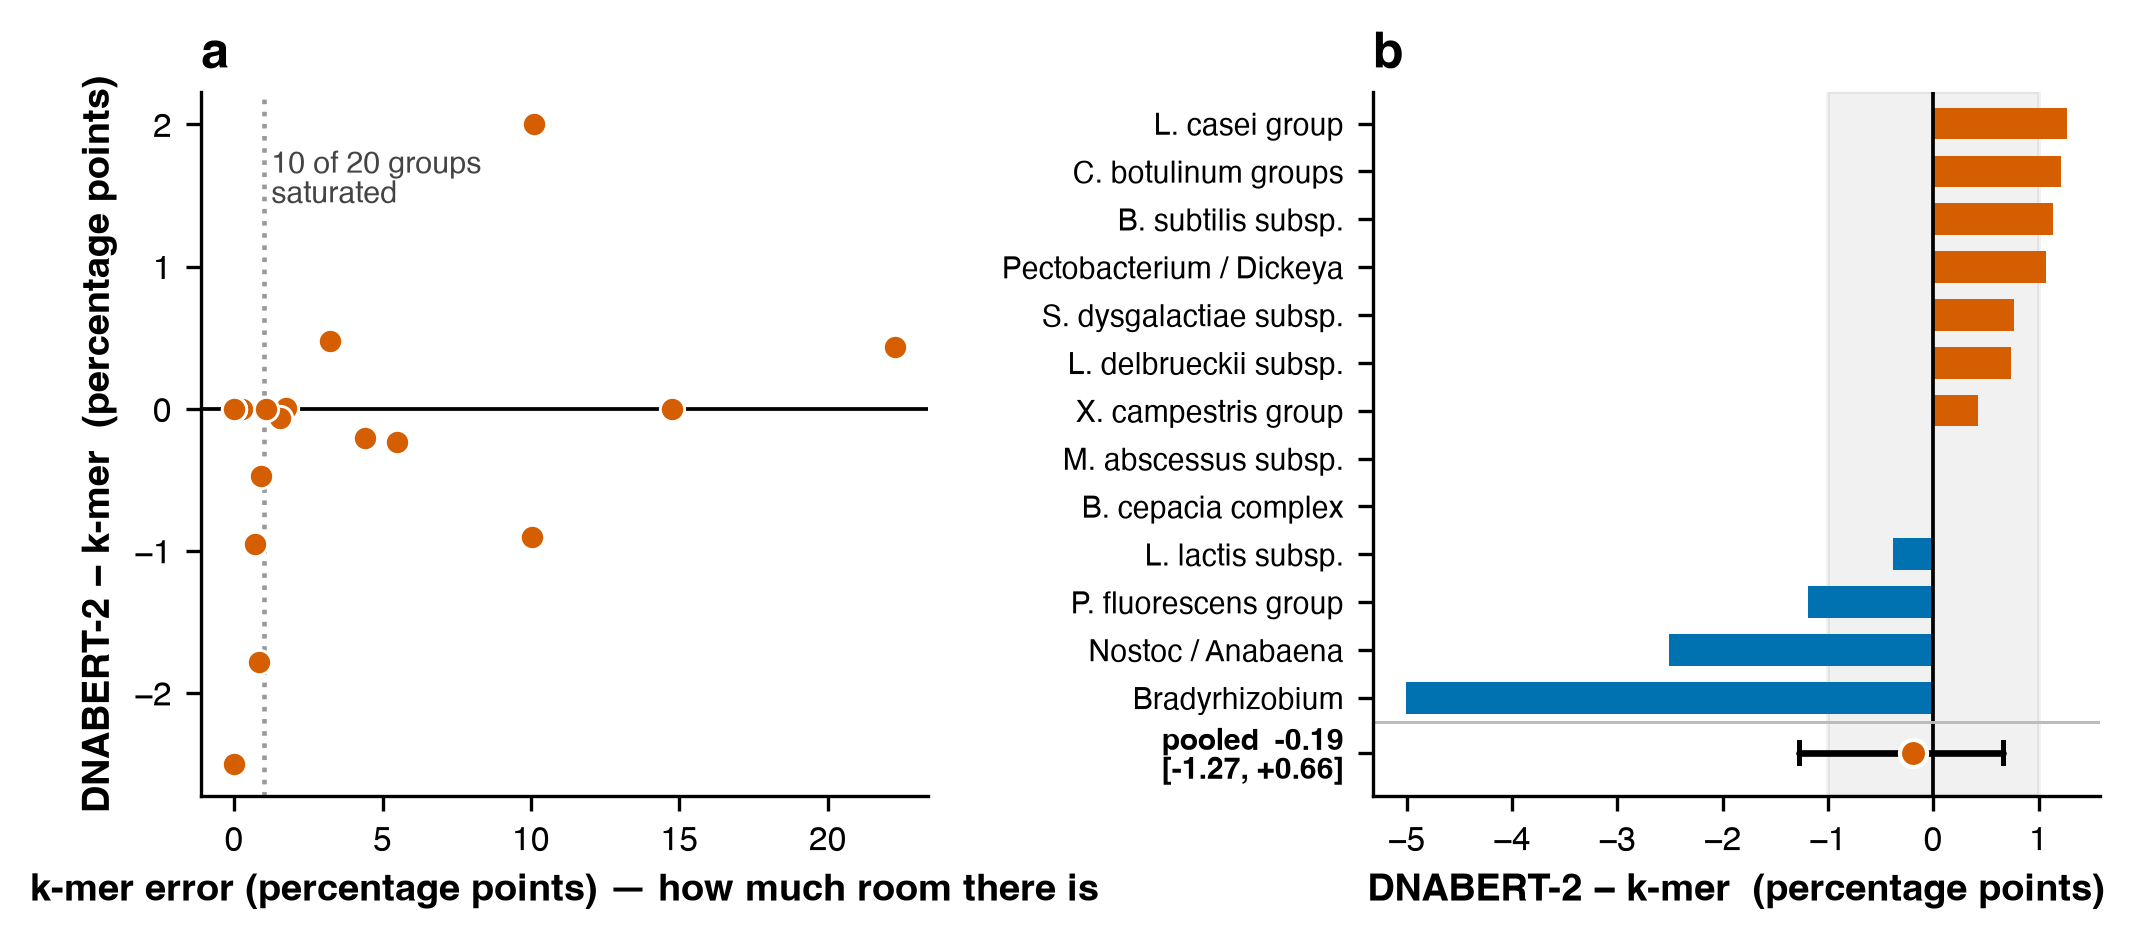 a
DNABERT-2 – k-mer (percentage points)
2
1
0
−1
−2
10 of 20 groups
saturated
0 5 10 15 20
k-mer error (percentage points) — how much room there is
b
L. casei group
C. botulinum groups
B. subtilis subsp.
Pectobacterium / Dickeya
S. dysgalactiae subsp.
L. delbrueckii subsp.
X. campestris group
M. abscessus subsp.
B. cepacia complex
L. lactis subsp.
P. fluorescens group
Nostoc / Anabaena
Bradyrhizobium
pooled -0.19
[-1.27, +0.66]
−5 −4 −3 −2 −1 0 1
DNABERT-2 – k-mer (percentage points)